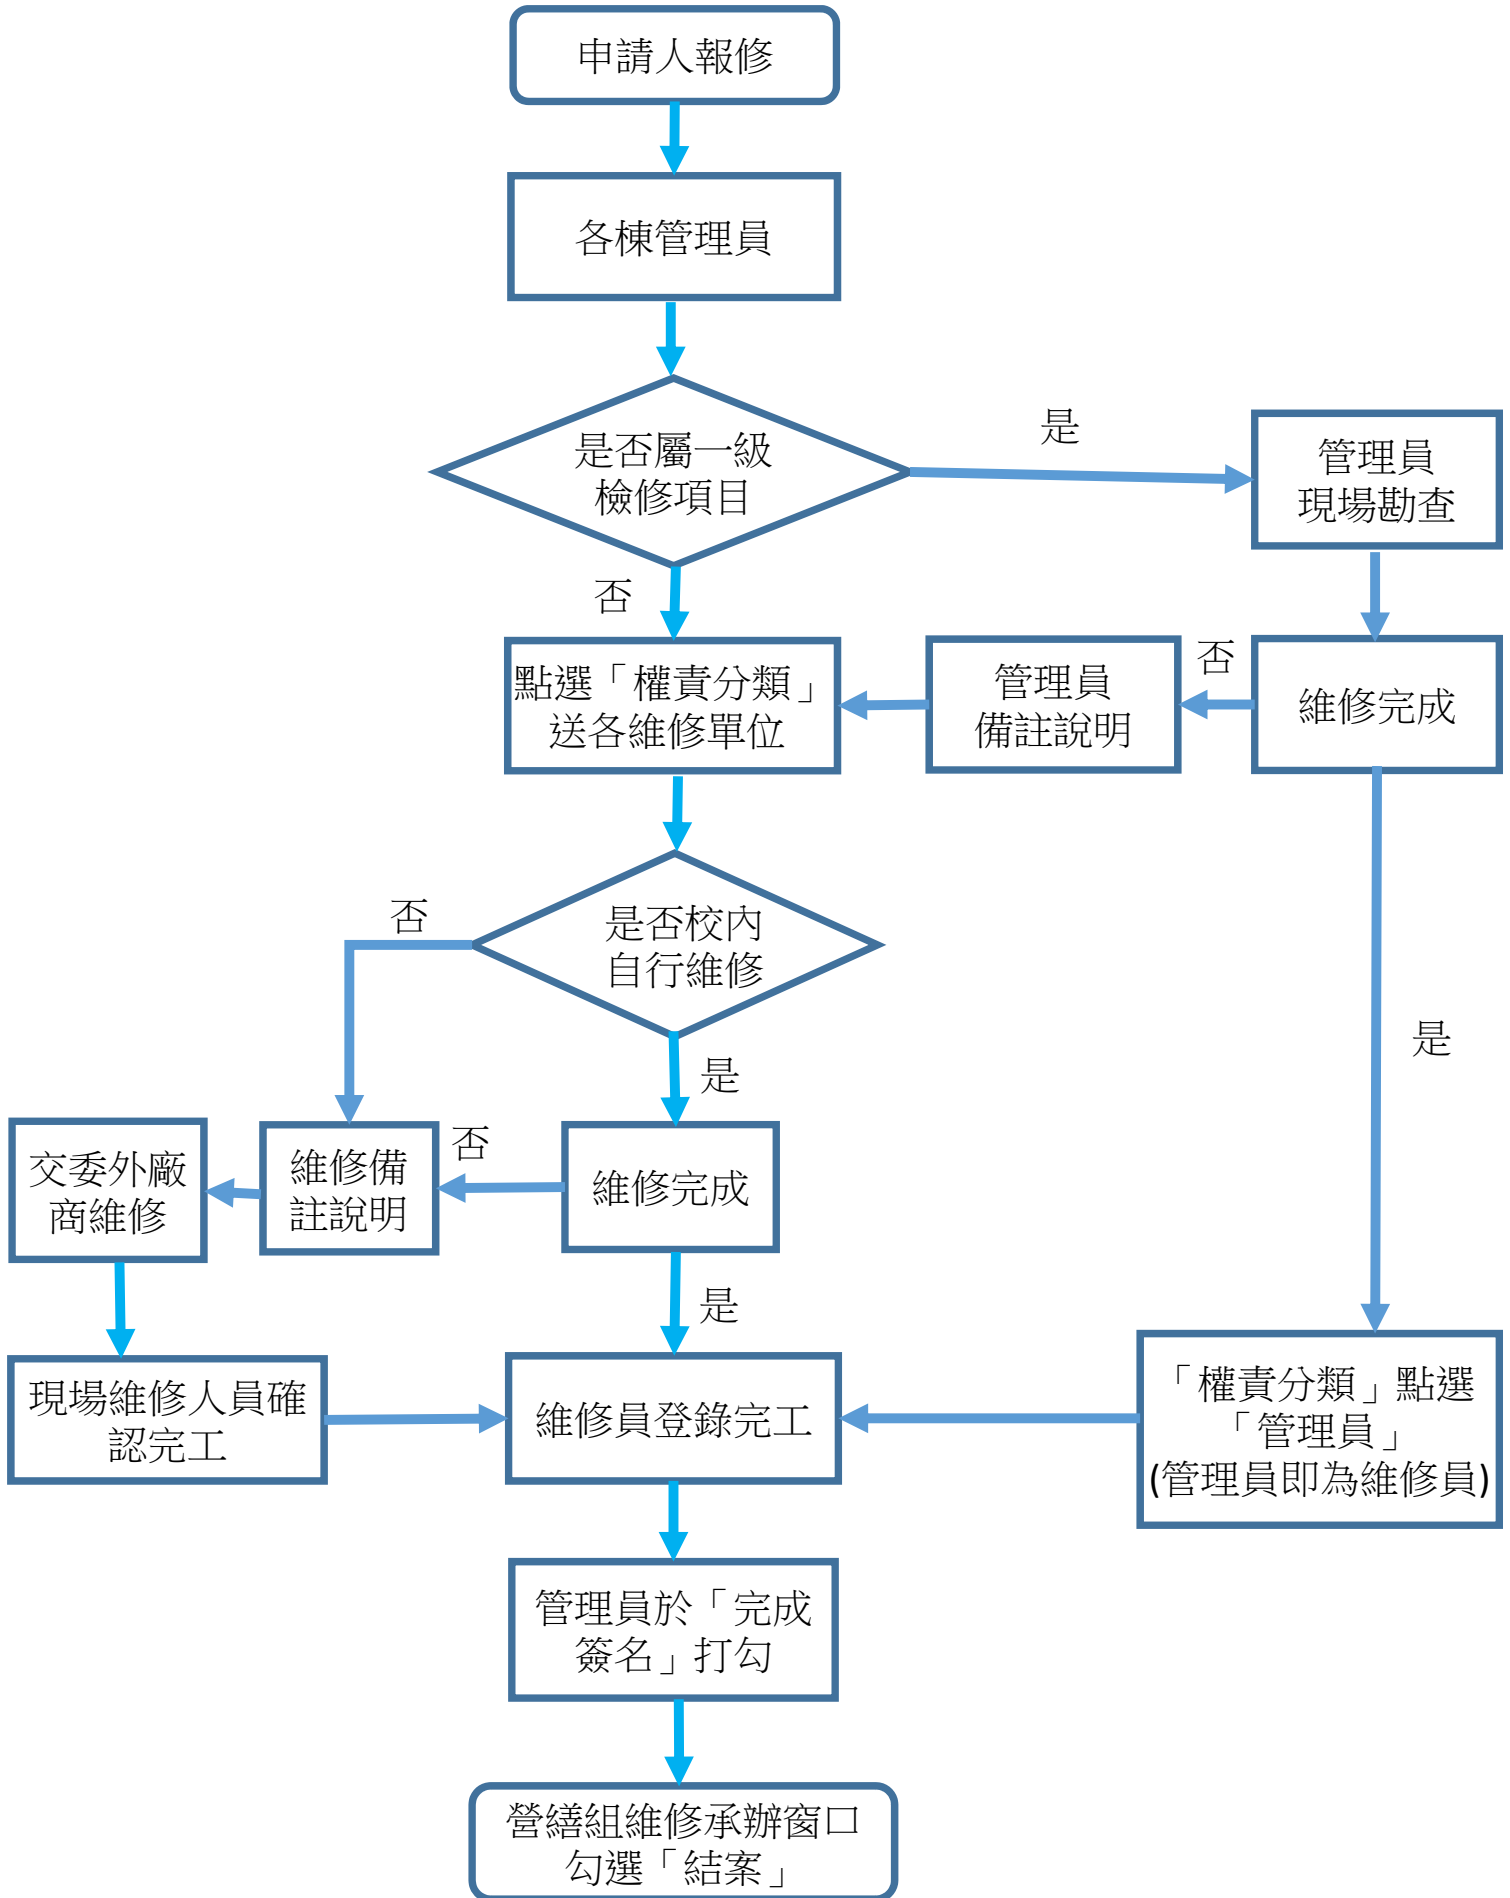 申請人報修
各棟管理員
是否屬一級
檢修項目
是
管理員
現場勘查
否
點選「權責分類」
送各維修單位
管理員
備註說明
否
維修完成
是否校內
自行維修
否
是
是
交委外廠
商維修
維修備
註說明
否
維修完成
是
現場維修人員確
認完工
維修員登錄完工
「權責分類」點選
「管理員」
(管理員即為維修員)
管理員於「完成
簽名」打勾
營繕組維修承辦窗口
勾選「結案」